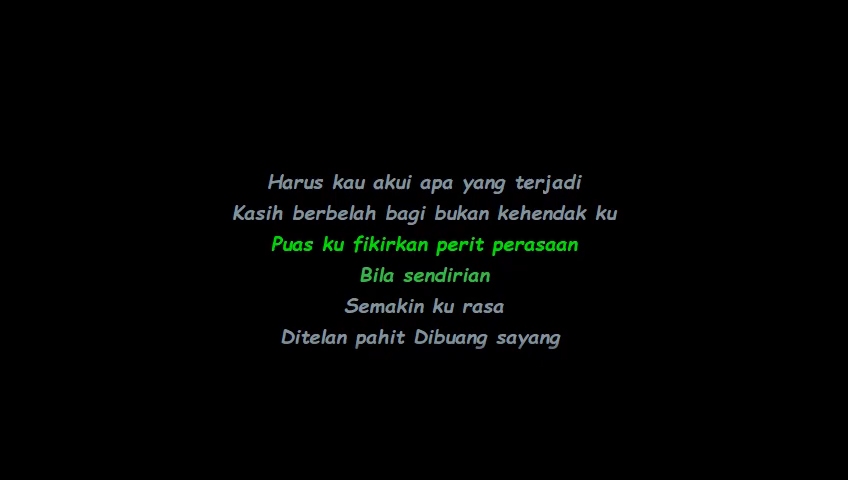 Harus kau akui apa yang terjadi
Kasih berbelah bagi bukan kehendak ku
Puas ku fikirkan perit perasaan
Bila sendirian
Semakin ku rasa
Ditelan pahit Dibuang sayang